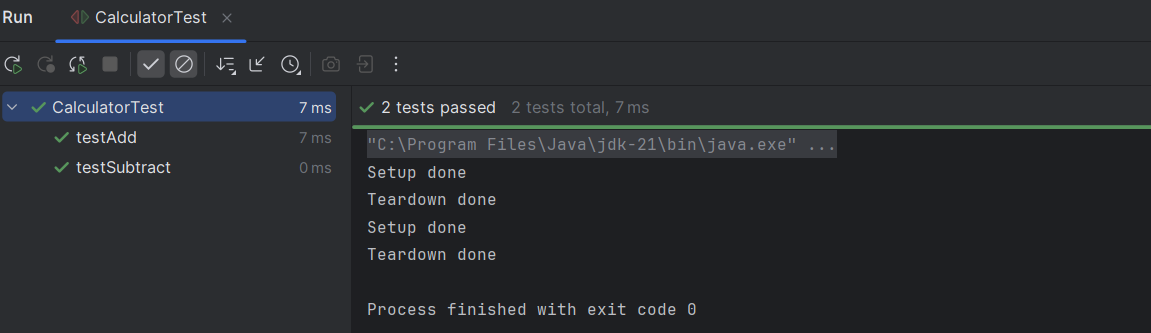 Run CalculatorTest
CalculatorTest 7 ms
testAdd 7 ms
testSubtract 0 ms
2 tests passed 2 tests total, 7 ms
"C:\Program Files\Java\jdk-21\bin\java.exe" ...
Setup done
Teardown done
Setup done
Teardown done
Process finished with exit code 0